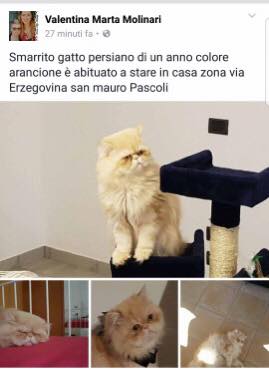 Valentina Marta Molinari
27 minuti fa •
Smarrito gatto persiano di un anno colore
arancione è abituato a stare in casa zona via
Erzegovina san mauro Pascoli